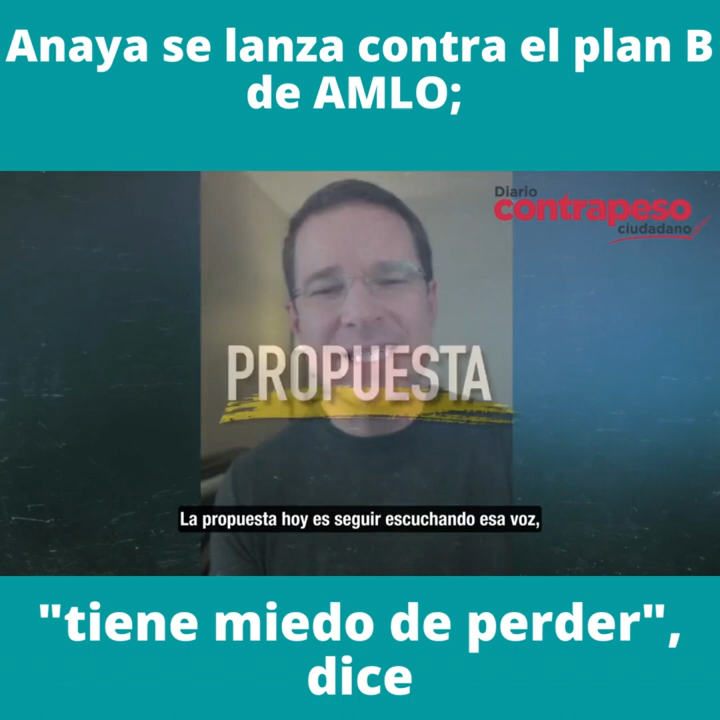 Anaya se lanza contra el plan B
de AMLO;
Diario
contrapeso
ciudadano
PROPUESTA
La propuesta hoy es seguir escuchando esa voz,
"tiene miedo de perder",
dice